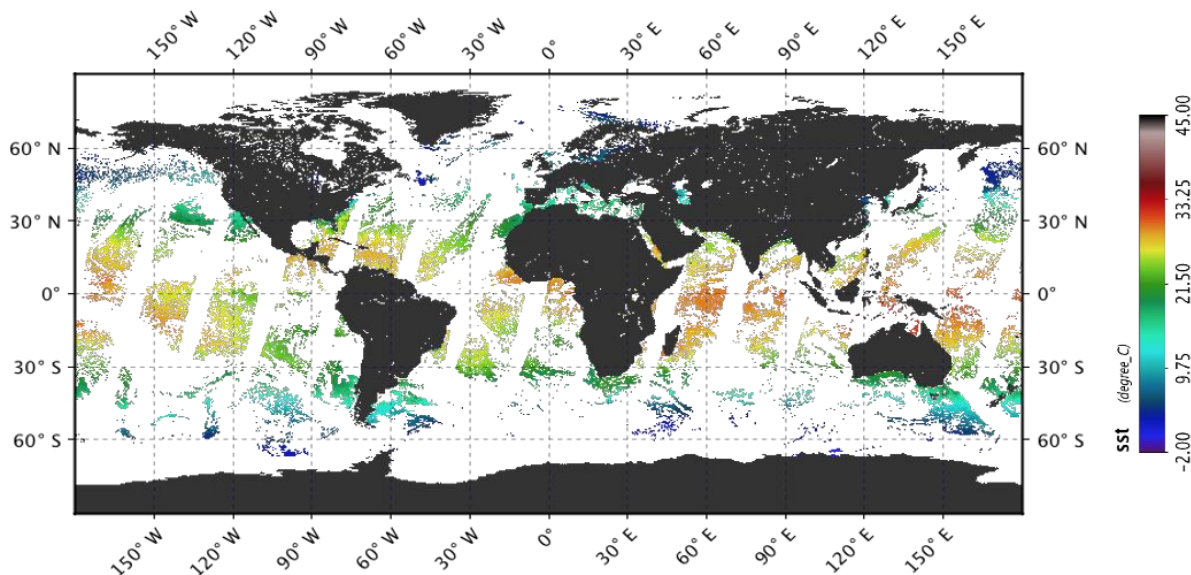 150° W 120° W 90° W 60° W 30° W 0° 30° E 60° E 90° E 120° E 150° E
60° N 60° N
30° N 30° N
0° 0°
30° S 30° S
60° S 60° S
150° W 120° W 90° W 60° W 30° W 0° 30° E 60° E 90° E 120° E 150° E
45.00
33.25
21.50
9.75
−2.00
sst (degree_C)